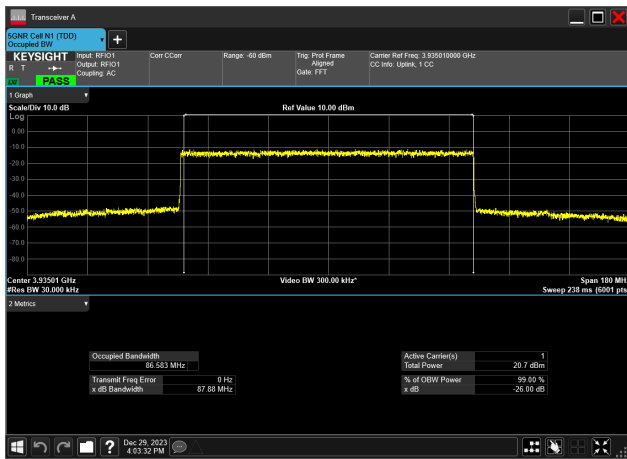 Transceiver A
5GNR Cell N1 (TDD)
Occupied BW
KEYSIGHT
R T
LXI
PASS
Input: RFIO1
Output: RFIO1
Coupling: AC
Corr CCorr
Range: -60 dBm
Trig: Prot Frame
Aligned
Gate: FFT
Carrier Ref Freq: 3.935010000 GHz
CC Info: Uplink, 1 CC
1 Graph
Scale/Div 10.0 dB
Ref Value 10.00 dBm
Log
0.00
-10.0
-20.0
-30.0
-40.0
-50.0
-60.0
-70.0
-80.0
Center 3.93501 GHz
Video BW 300.00 kHz*
Span 180 MHz
#Res BW 30.000 kHz
Sweep 238 ms (6001 pts
2 Metrics
Occupied Bandwidth
86.583 MHz
Active Carrier(s) 1
Total Power 20.7 dBm
Transmit Freq Error 0 Hz
x dB Bandwidth 87.88 MHz
% of OBW Power 99.00 %
x dB -26.00 dB
Dec 29, 2023
4:03:32 PM